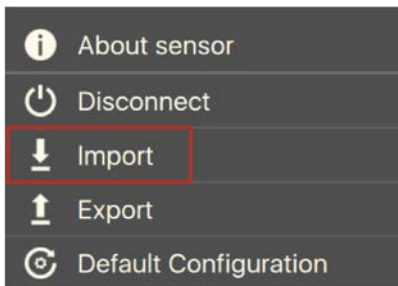 About sensor
Disconnect
Import
Export
Default Configuration